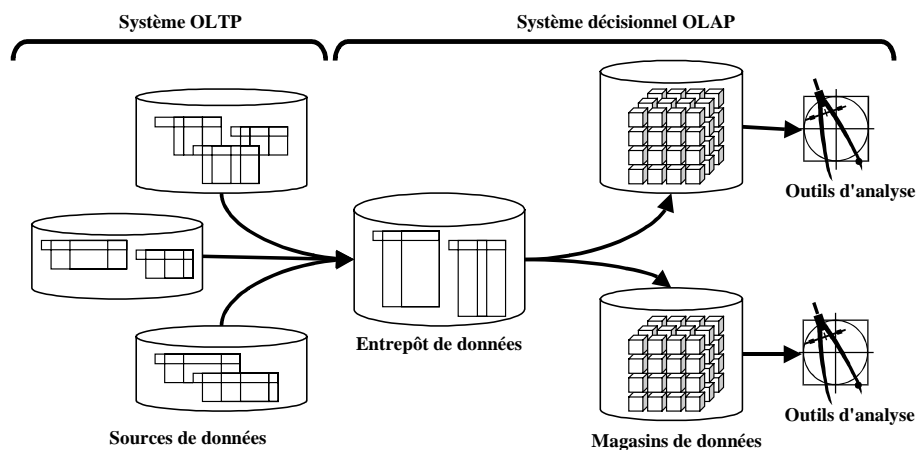 Système OLTP
Système décisionnel OLAP
Outils d'analyse
Entrepôt de données
Outils d'analyse
Sources de données
Magasins de données